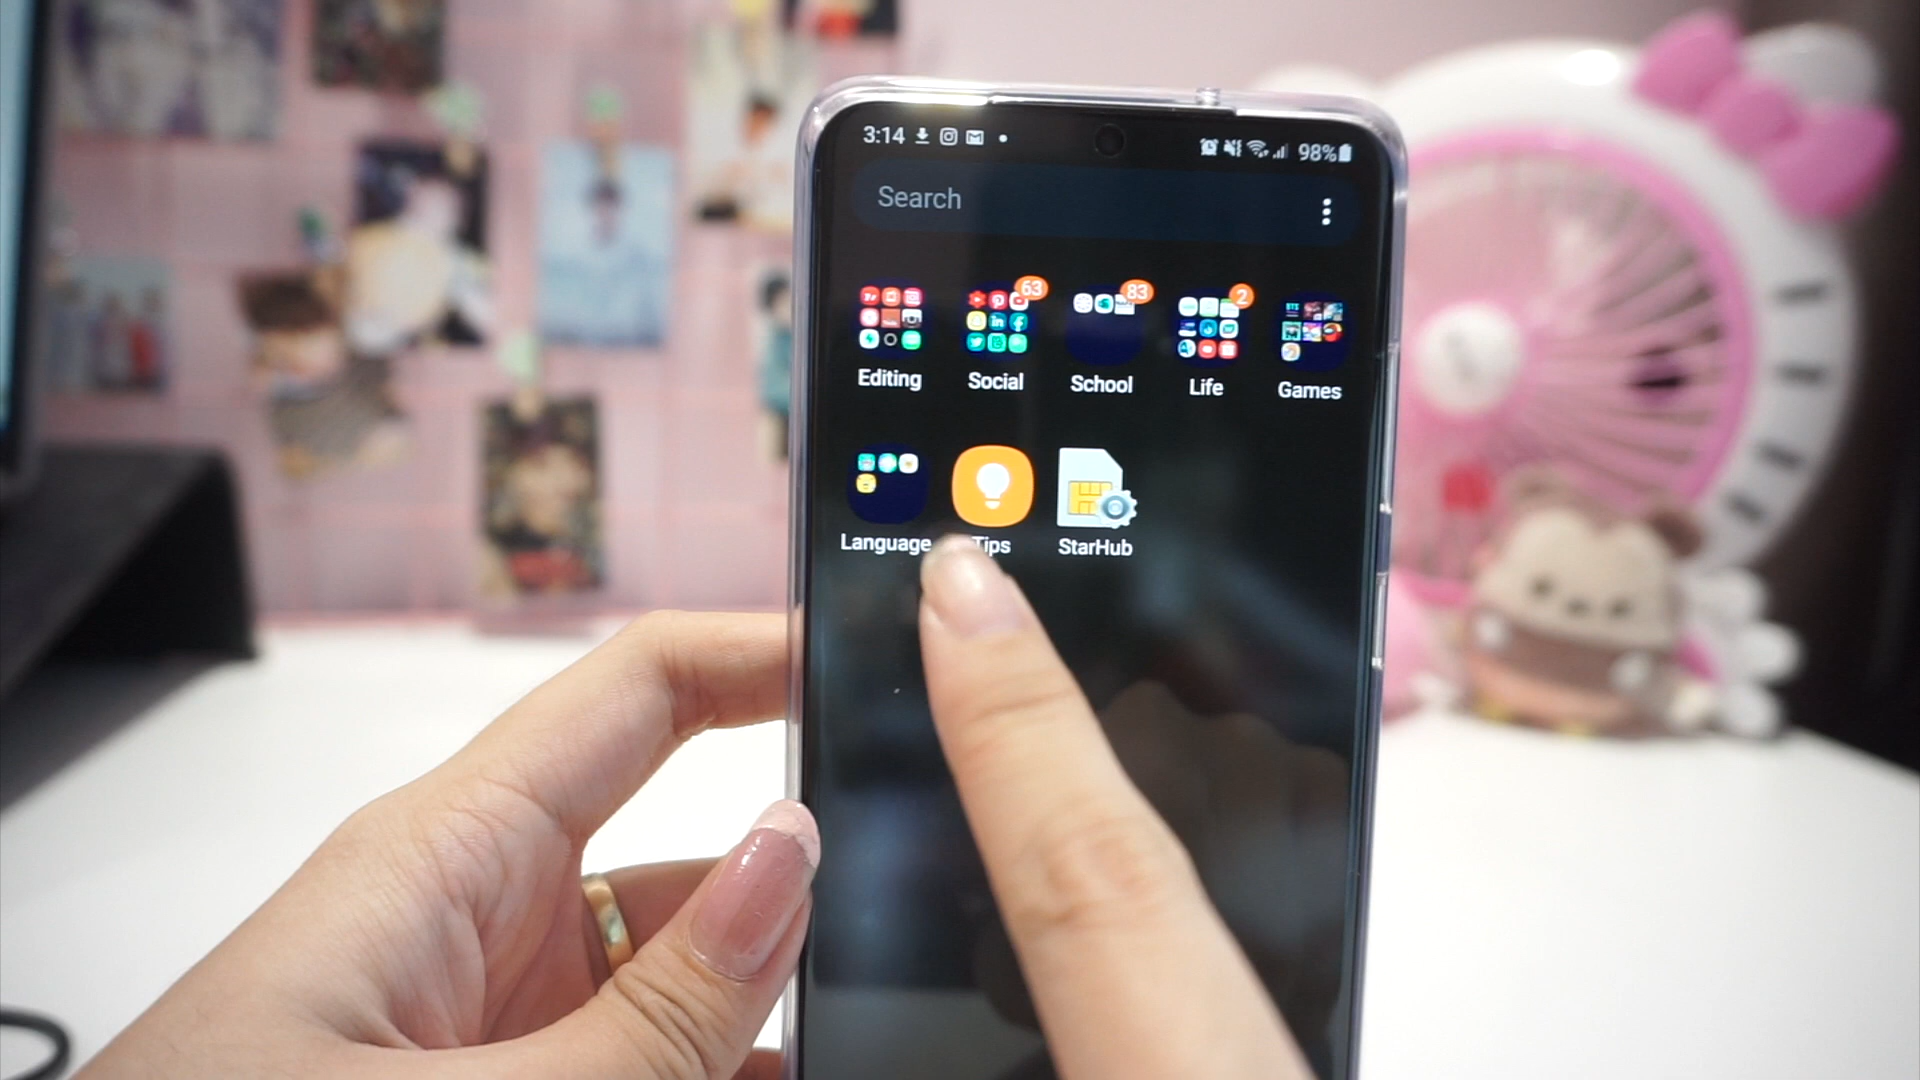 3:14 98%
Search
63 83 2
Editing Social School Life Games
Language Tips StarHub